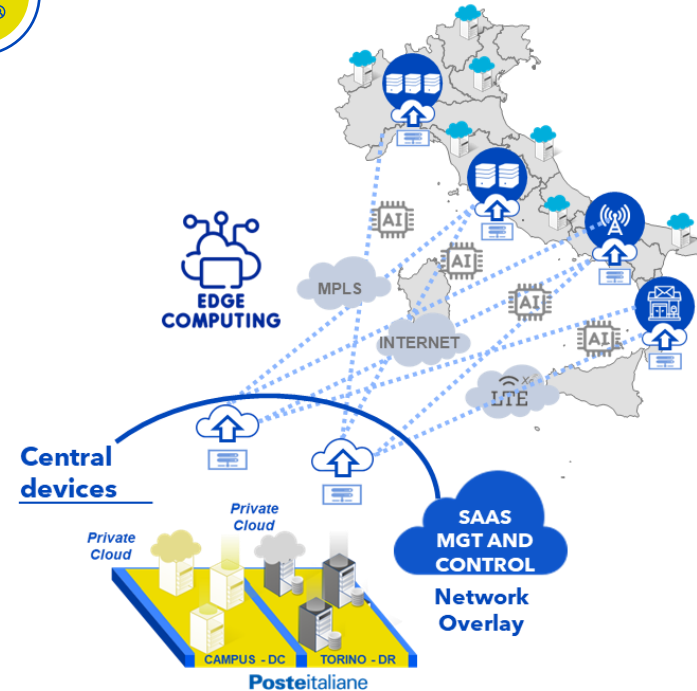 ®
AI
MPLS
AI
EDGE
COMPUTING
AI
INTERNET
AI
LTE
Central
devices
Private
Cloud
Private
Cloud
SAAS
MGT AND
CONTROL
Network
Overlay
CAMPUS - DC
TORINO - DR
Posteitaliane